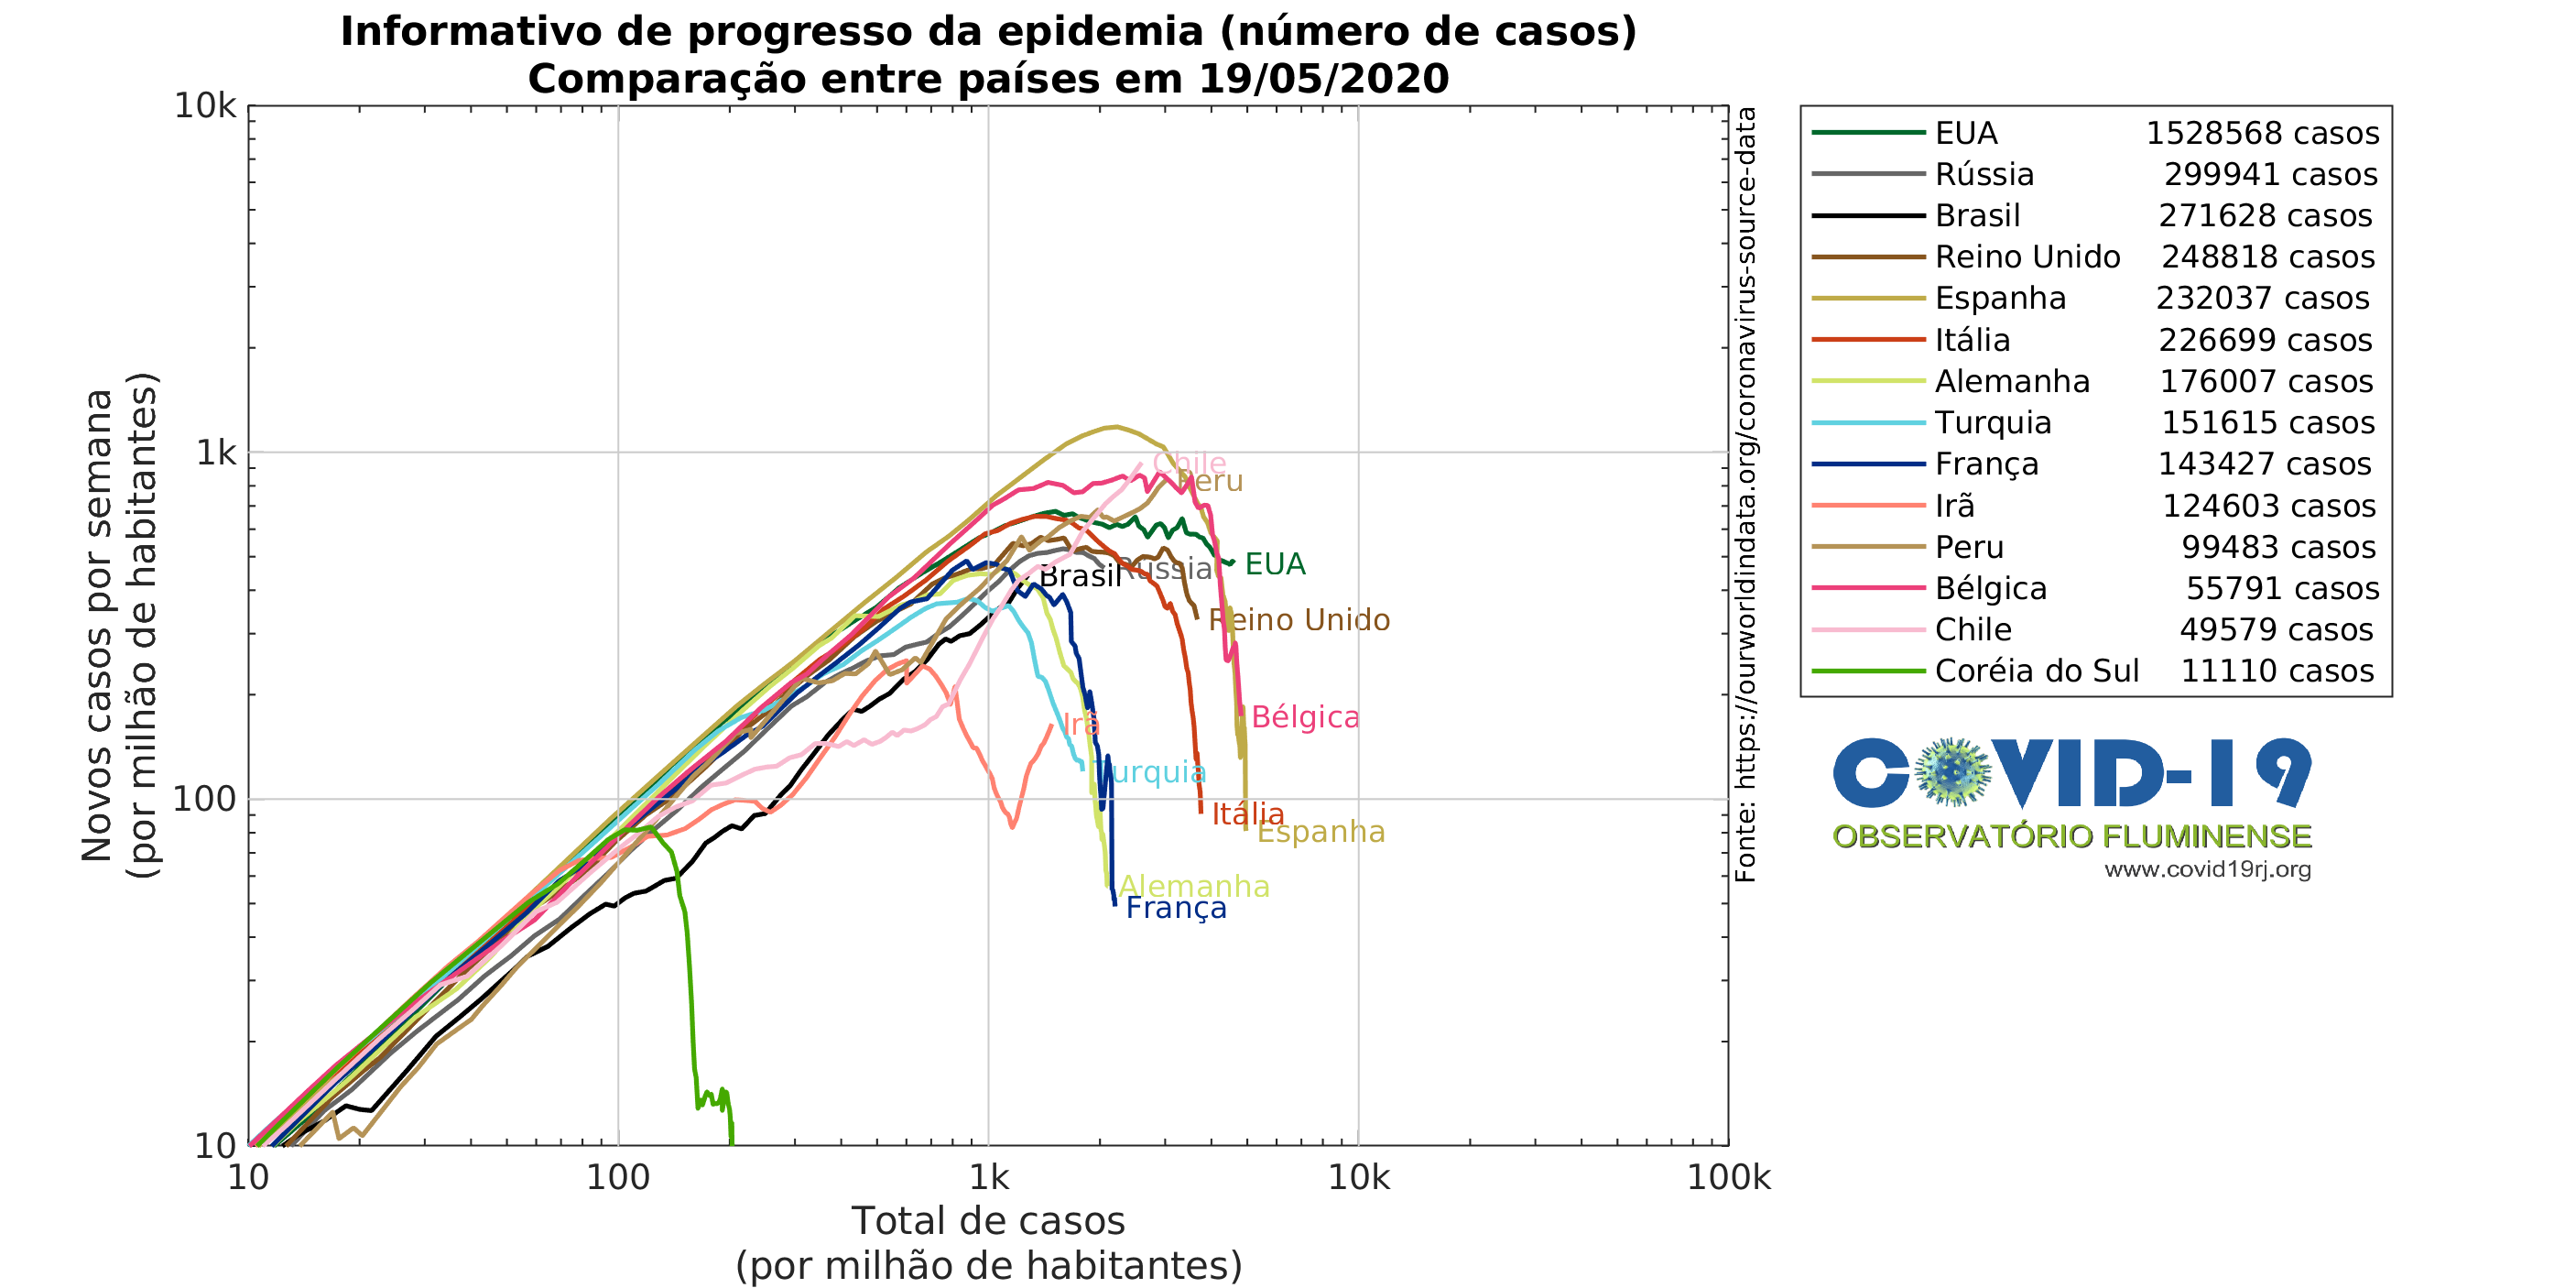 Informativo de progresso da epidemia (número de casos)
Comparação entre países em 19/05/2020
10k
1k
100
10
10
100
1k
10k
100k
Novos casos por semana
(por milhão de habitantes)
Total de casos
(por milhão de habitantes)
Chile
Peru
EUA
Rússia
Brasil
Reino Unido
Bélgica
Irã
Turquia
Itália
Espanha
Alemanha
França
Fonte: https://ourworldindata.org/coronavirus-source-data
EUA 1528568 casos
Rússia 299941 casos
Brasil 271628 casos
Reino Unido 248818 casos
Espanha 232037 casos
Itália 226699 casos
Alemanha 176007 casos
Turquia 151615 casos
França 143427 casos
Irã 124603 casos
Peru 99483 casos
Bélgica 55791 casos
Chile 49579 casos
Coréia do Sul 11110 casos
COVID-19
OBSERVATÓRIO FLUMINENSE
www.covid19rj.org